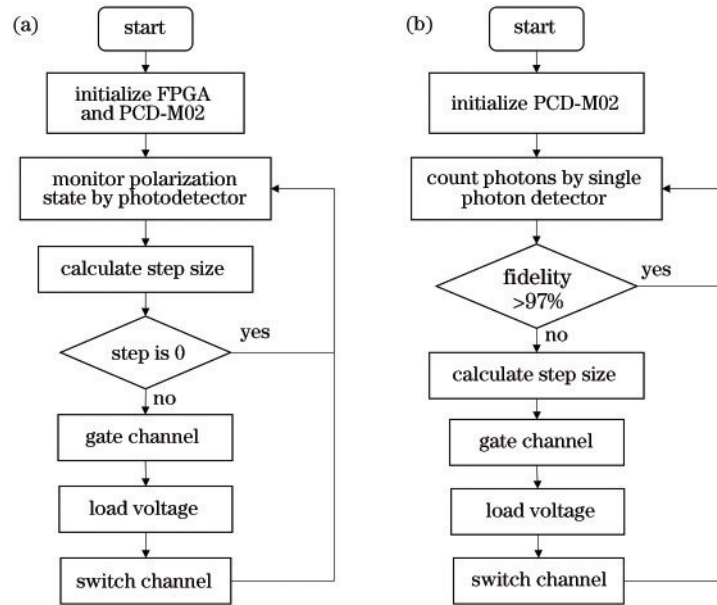 (a)
start
initialize FPGA
and PCD-M02
monitor polarization
state by photodetector
calculate step size
step is 0
yes
no
gate channel
load voltage
switch channel
(b)
start
initialize PCD-M02
count photons by single
photon detector
fidelity
>97%
yes
no
calculate step size
gate channel
load voltage
switch channel